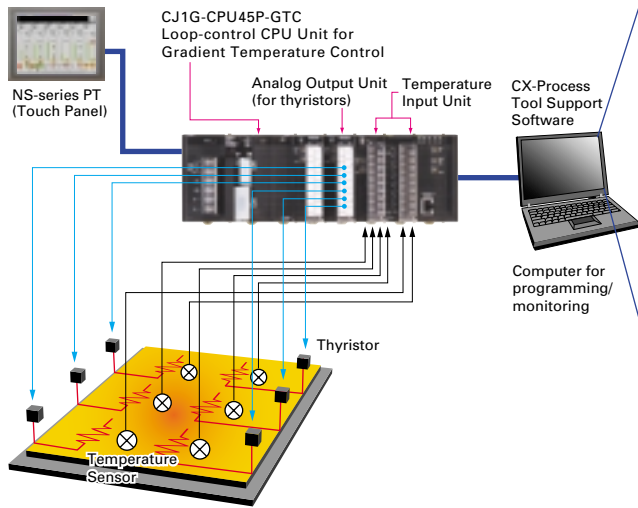 CJ1G-CPU45P-GTC
Loop-control CPU Unit for
Gradient Temperature Control
NS-series PT
(Touch Panel)
Analog Output Unit
(for thyristors)
Temperature
Input Unit
CX-Process
Tool Support
Software
Computer for
programming/
monitoring
Thyristor
Temperature
Sensor